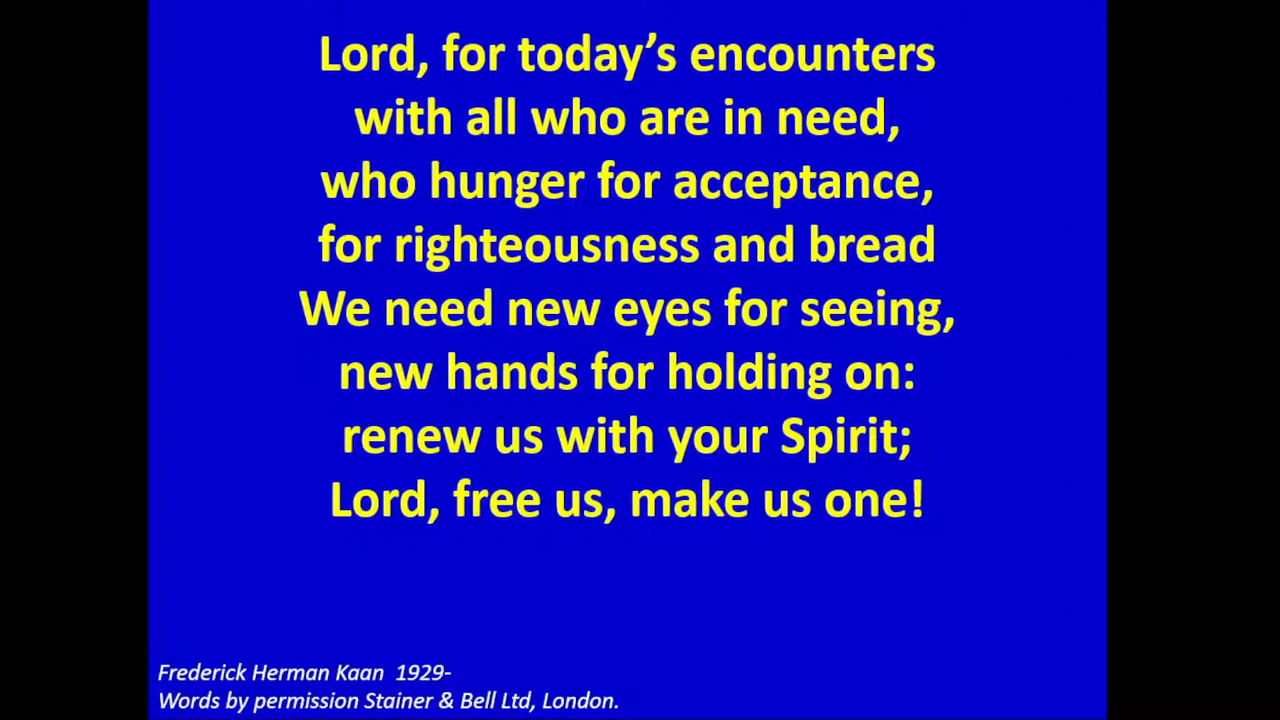 Lord, for today’s encounters
with all who are in need,
who hunger for acceptance,
for righteousness and bread
We need new eyes for seeing,
new hands for holding on:
renew us with your Spirit;
Lord, free us, make us one!
Frederick Herman Kaan 1929-
Words by permission Stainer & Bell Ltd, London.